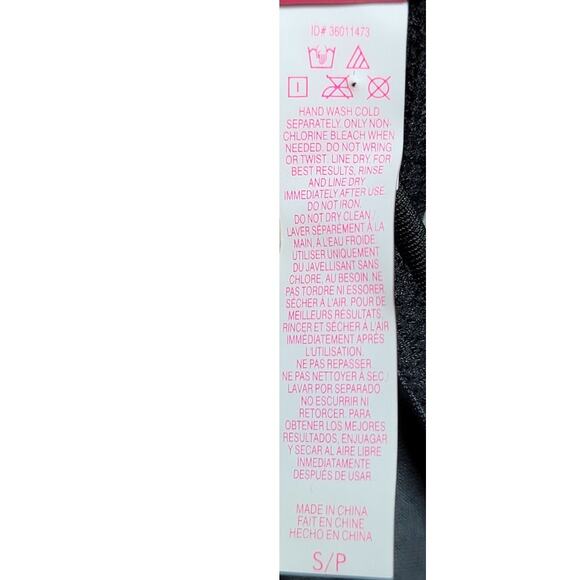 ID# 36011473
HAND WASH COLD
SEPARATELY. ONLY NON-
CHLORINE BLEACH WHEN
NEEDED. DO NOT WRING
OR TWIST. LINE DRY. FOR
BEST RESULTS, RINSE
AND LINE DRY
IMMEDIATELY AFTER USE.
DO NOT IRON.
DO NOT DRY CLEAN /
LAVER SÉPARÉMENT À LA
MAIN, À L'EAU FROIDE.
UTILISER UNIQUEMENT
DU JAVELLISANT SANS
CHLORE, AU BESOIN. NE
PAS TORDRE NI ESSORER.
SÉCHER À L'AIR. POUR DE
MEILLEURS RÉSULTATS,
RINCER ET SÉCHER À L'AIR
IMMÉDIATEMENT APRÈS
L'UTILISATION.
NE PAS REPASSER.
NE PAS NETTOYER À SEC /
LAVAR POR SEPARADO.
NO ESCURRIR NI
RETORCER. PARA
OBTENER LOS MEJORES
RESULTADOS, ENJUAGAR
Y SECAR AL AIRE LIBRE
INMEDIATAMENTE
DESPUÉS DE USAR.
MADE IN CHINA
FAIT EN CHINE
HECHO EN CHINA
S/P